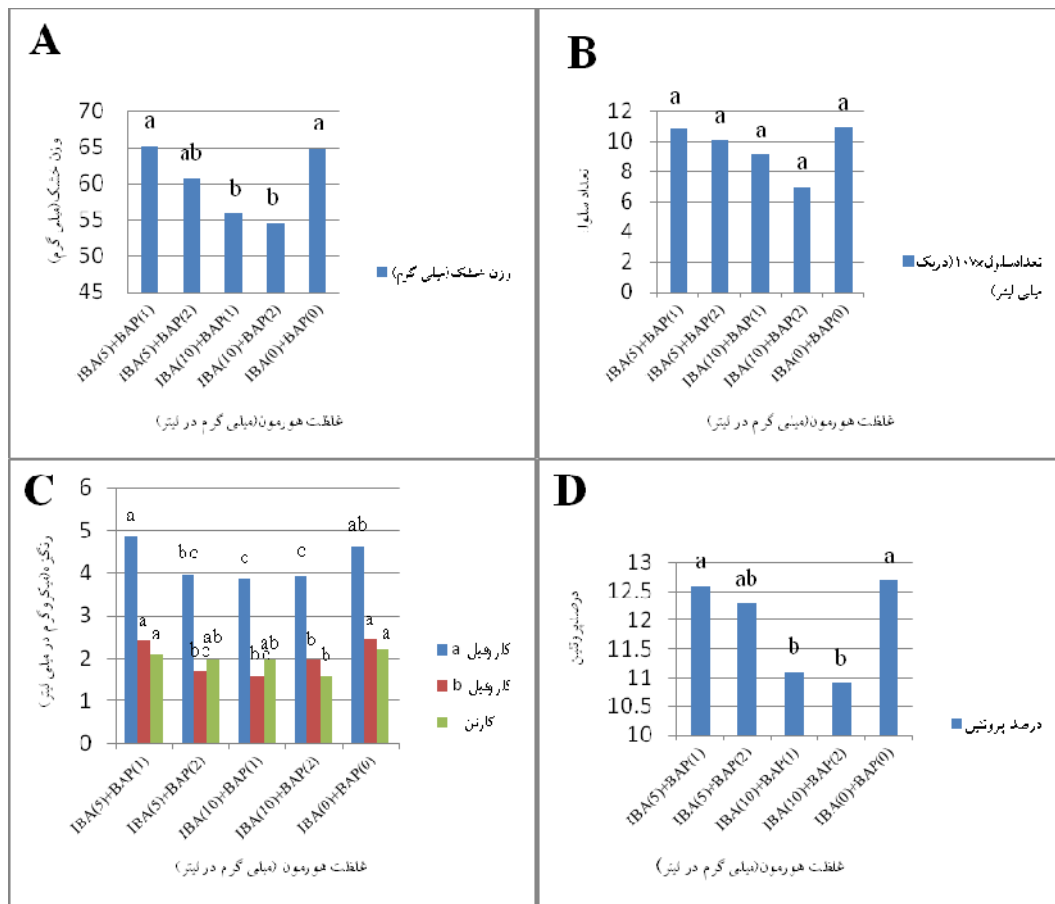 A
70
65
60
55
50
45
وزن خشک(میلی گرم)
a
ab
b
b
a
IBA(5)+BAP(1)
IBA(5)+BAP(2)
IBA(10)+BAP(1)
IBA(10)+BAP(2)
IBA(0)+BAP(0)
وزن خشک(میلی گرم)
غلظت هورمون(میلی گرم در لیتر)
B
12
10
8
6
4
2
0
تعداد سلول
a
a
a
a
a
IBA(5)+BAP(1)
IBA(5)+BAP(2)
IBA(10)+BAP(1)
IBA(10)+BAP(2)
IBA(0)+BAP(0)
تعدادسلول×۱۰۷(دریک
میلی لیتر)
غلظت هورمون(میلی گرم در لیتر)
C
6
5
4
3
2
1
0
رنگیزه(میکروگرم در میلی لیتر)
a
a
a
bc
bc
ab
c
bc
ab
c
b
b
ab
a
a
IBA(5)+BAP(1)
IBA(5)+BAP(2)
IBA(10)+BAP(1)
IBA(10)+BAP(2)
IBA(0)+BAP(0)
کلروفیل a
کلروفیل b
غلظت هورمون (میلی گرم در لیتر)
D
13
12.5
12
11.5
11
10.5
10
درصدپروتئین
a
ab
b
b
a
IBA(5)+BAP(1)
IBA(5)+BAP(2)
IBA(10)+BAP(1)
IBA(10)+BAP(2)
IBA(0)+BAP(0)
درصد پروتئین
غلظت هورمون(میلی گرم در لیتر)